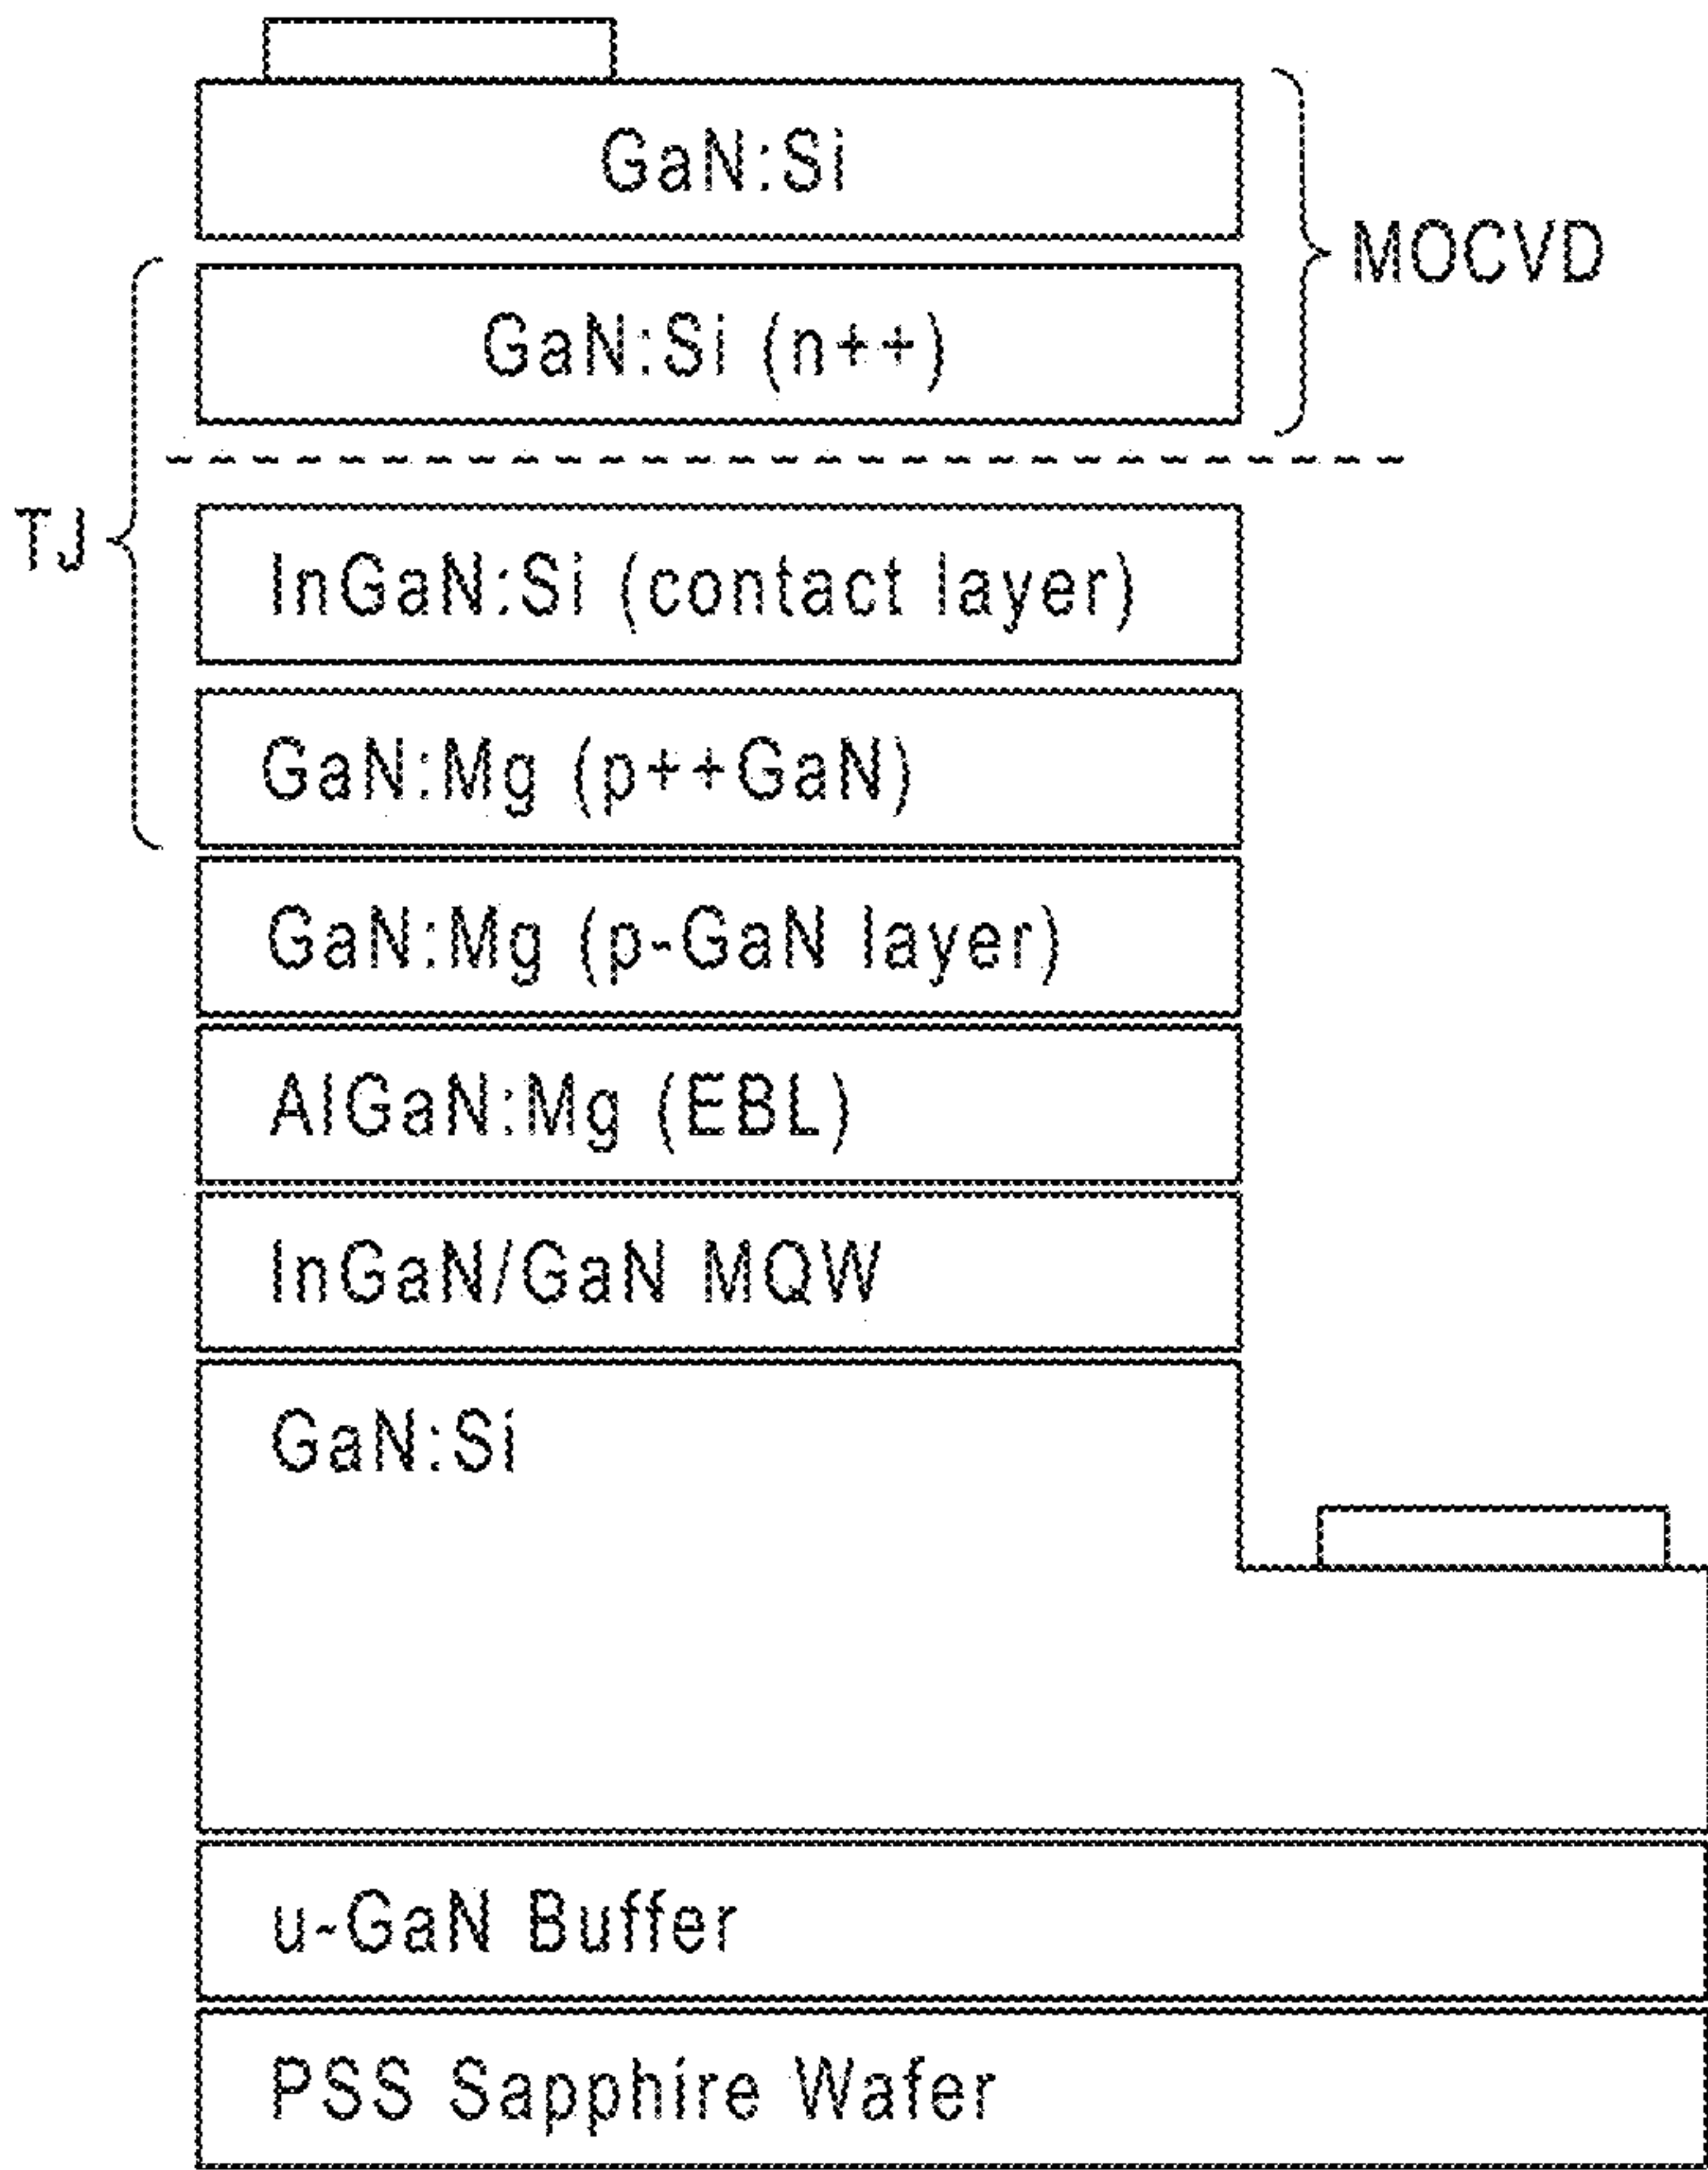 GaN:Si
MOCVD
GaN:Si (n++)
TJ
InGaN:Si (contact layer)
GaN:Mg (p++GaN)
GaN:Mg (p-GaN layer)
AlGaN:Mg (EBL)
InGaN/GaN MQW
GaN:Si
u-GaN Buffer
PSS Sapphire Wafer